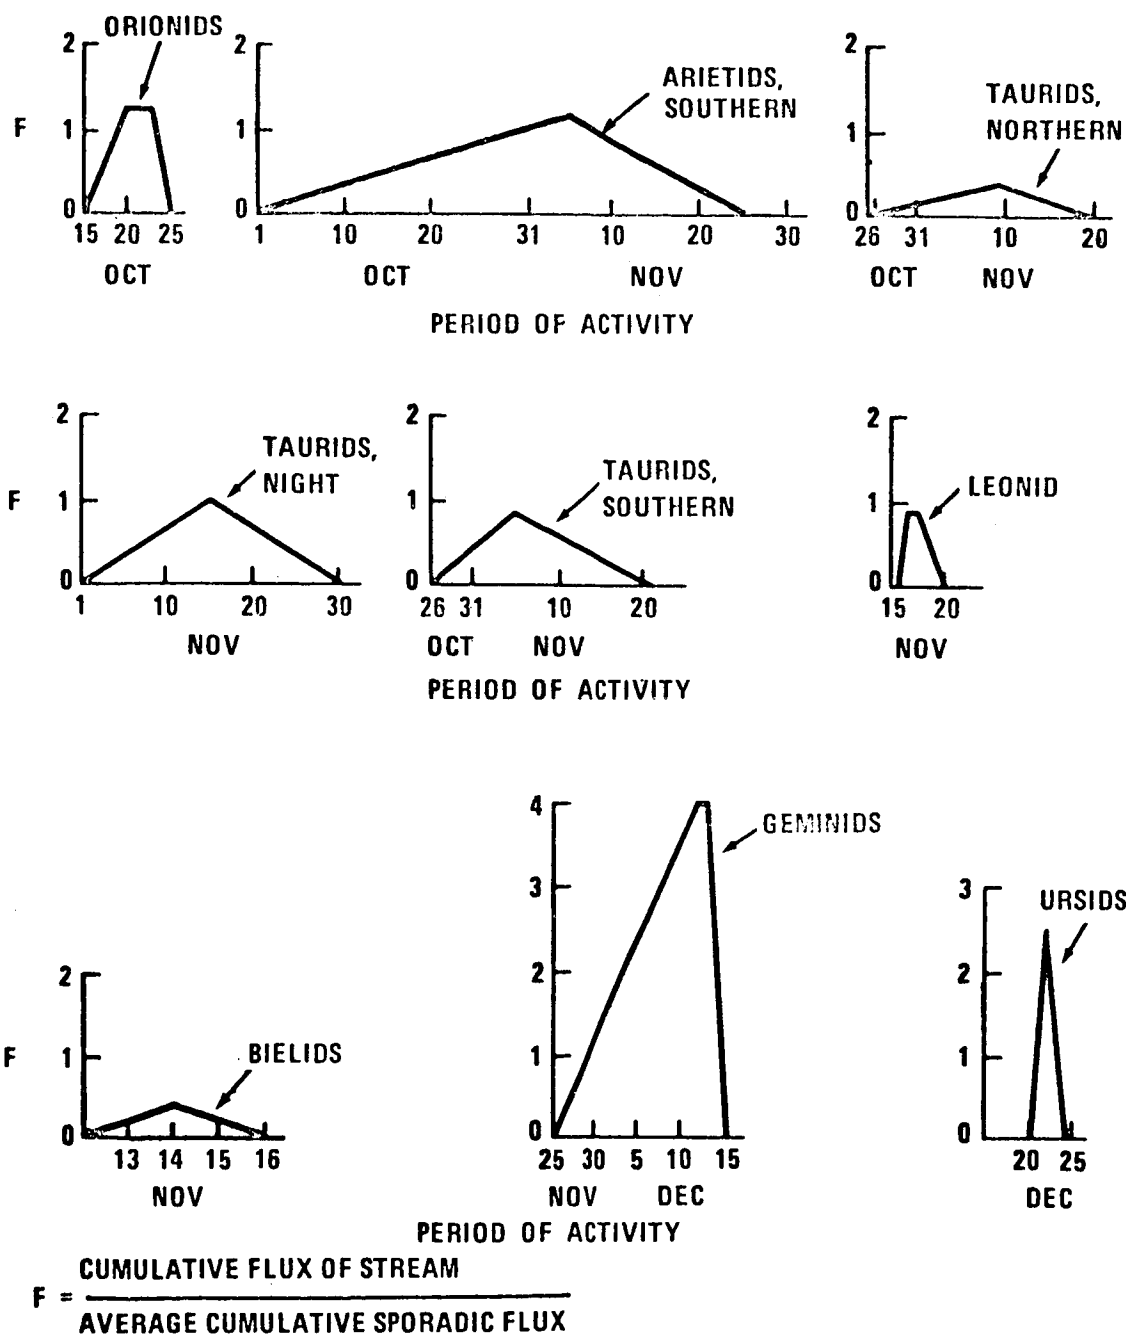 ORIONIDS
2
1
0
F
15 20 25
OCT
2
1
0
ARIETIDS,
SOUTHERN
1 10 20 31 10 20 30
OCT NOV
2
1
0
TAURIDS,
NORTHERN
26 31 10 20
OCT NOV
PERIOD OF ACTIVITY
2
1
0
F
TAURIDS,
NIGHT
1 10 20 30
NOV
2
1
0
TAURIDS,
SOUTHERN
26 31 10 20
OCT NOV
2
1
0
LEONID
15 20
NOV
PERIOD OF ACTIVITY
2
1
0
F
BIELIDS
13 14 15 16
NOV
4
3
2
1
0
GEMINIDS
25 30 5 10 15
NOV DEC
3
2
1
0
URSIDS
20 25
DEC
PERIOD OF ACTIVITY
CUMULATIVE FLUX OF STREAM
F =
AVERAGE CUMULATIVE SPORADIC FLUX